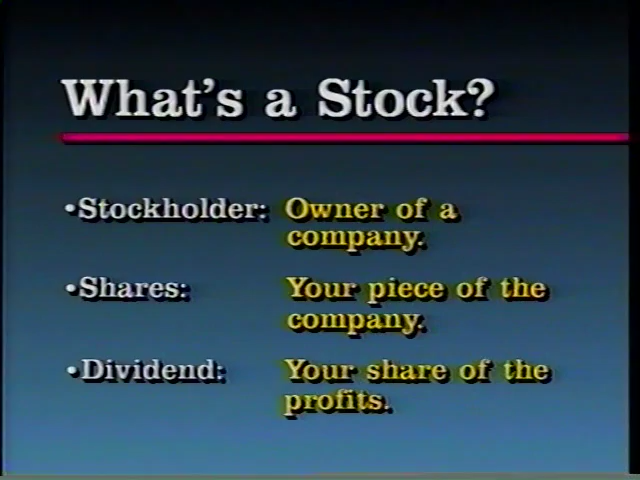 What's a Stock?
•Stockholder: Owner of a
company.
•Shares: Your piece of the
company.
•Dividend: Your share of the
profits.